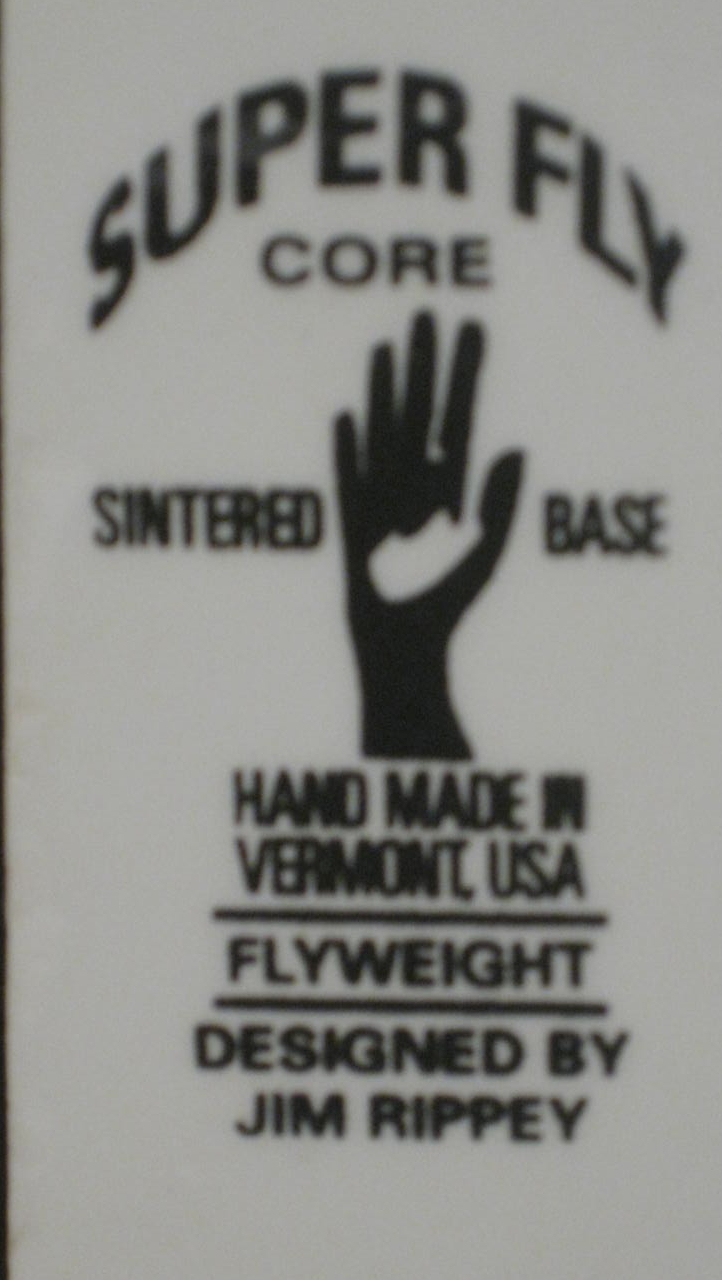 SUPER FLY
CORE
SINTERED BASE
HAND MADE IN
VERMONT, USA
FLYWEIGHT
DESIGNED BY
JIM RIPPEY